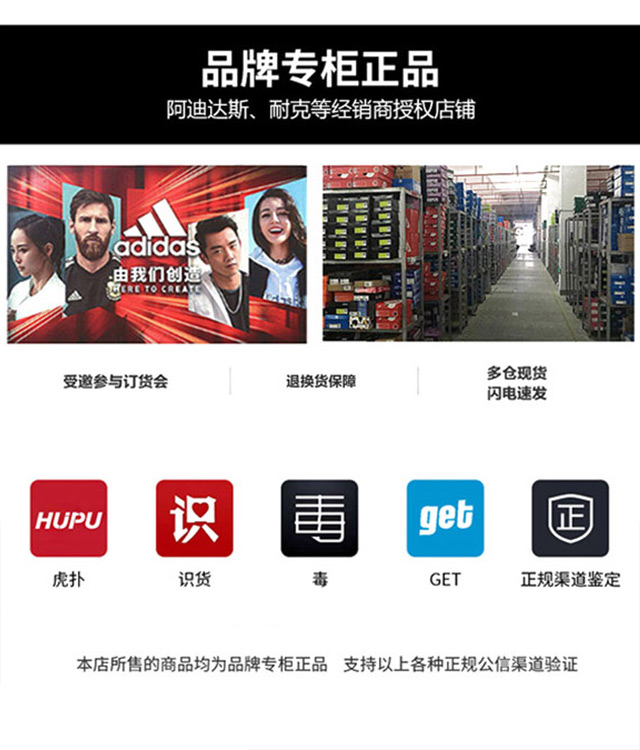 品牌专柜正品
阿迪达斯、耐克等经销商授权店铺
adidas
由我们创造
HERE TO CREATE
受邀参与订货会
退换货保障
多仓现货
闪电速发
HUPU
识
毒
get
正
虎扑
识货
毒
GET
正规渠道鉴定
本店所售的商品均为品牌专柜正品 支持以上各种正规公信渠道验证